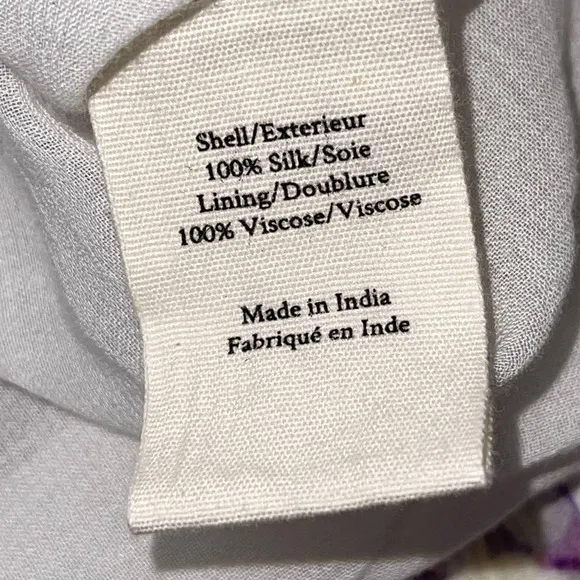 Shell/Exterieur
100% Silk/Soie
Lining/Doublure
100% Viscose/Viscose
Made in India
Fabriqué en Inde